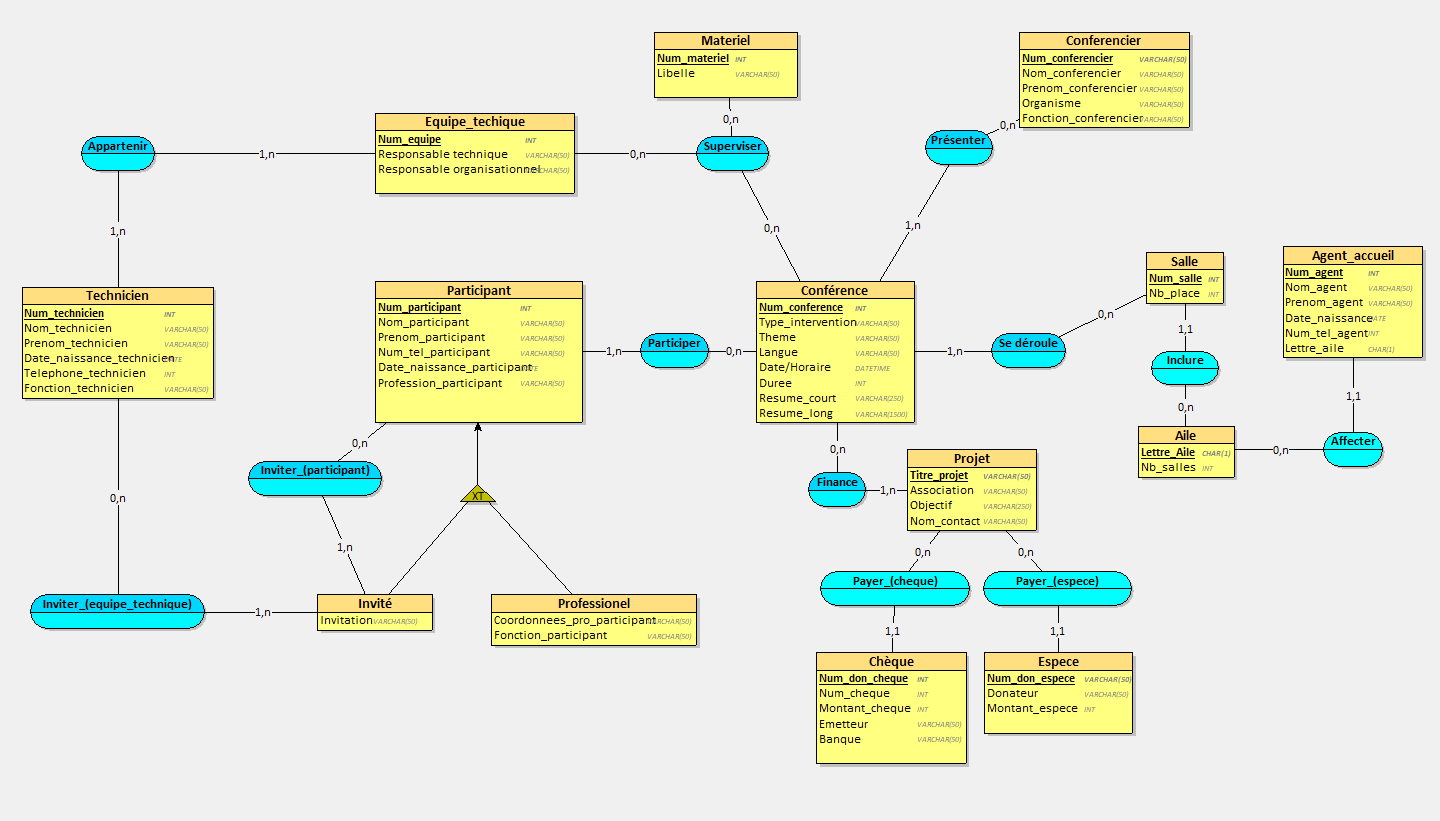 Materiel
Num_materiel INT
Libelle VARCHAR(50)
Conferencier
Num_conferencier VARCHAR(50)
Nom_conferencier VARCHAR(50)
Prenom_conferencier VARCHAR(50)
Organisme VARCHAR(50)
Fonction_conferencier VARCHAR(50)
0,n
0,n
Equipe_techique
Num_equipe INT
Responsable technique VARCHAR(50)
Responsable organisationnel VARCHAR(50)
Appartenir
1,n
0,n
Superviser
Présenter
1,n
0,n
1,n
Technicien
Num_technicien INT
Nom_technicien VARCHAR(50)
Prenom_technicien VARCHAR(50)
Date_naissance_technicien DATE
Telephone_technicien INT
Fonction_technicien VARCHAR(50)
Participant
Num_participant INT
Nom_participant VARCHAR(50)
Prenom_participant VARCHAR(50)
Num_tel_participant VARCHAR(50)
Date_naissance_participant DATE
Profession_participant VARCHAR(50)
1,n
Participer
0,n
Conférence
Num_conference INT
Type_intervention VARCHAR(50)
Theme VARCHAR(50)
Langue VARCHAR(50)
Date/Horaire DATETIME
Duree INT
Resume_court VARCHAR(250)
Resume_long VARCHAR(1500)
1,n
Se déroule
0,n
Salle
Num_salle INT
Nb_place INT
1,1
Inclure
0,n
Agent_accueil
Num_agent INT
Nom_agent VARCHAR(50)
Prenom_agent VARCHAR(50)
Date_naissance DATE
Num_tel_agent INT
Lettre_aile CHAR(1)
1,1
Aile
Lettre_Aile CHAR(1)
Nb_salles INT
0,n
Affecter
0,n
0,n
Inviter_(participant)
XT
0,n
Finance
1,n
Projet
Titre_projet VARCHAR(50)
Association VARCHAR(50)
Objectif VARCHAR(250)
Nom_contact VARCHAR(50)
0,n
1,n
0,n
0,n
Payer_(cheque)
Payer_(espece)
Inviter_(equipe_technique)
1,n
Invité
Invitation VARCHAR(50)
Professionel
Coordonnees_pro_participant VARCHAR(50)
Fonction_participant VARCHAR(50)
1,1
1,1
Chèque
Num_don_cheque INT
Num_cheque INT
Montant_cheque INT
Emetteur VARCHAR(50)
Banque VARCHAR(50)
Espece
Num_don_espece VARCHAR(50)
Donateur VARCHAR(50)
Montant_espece INT